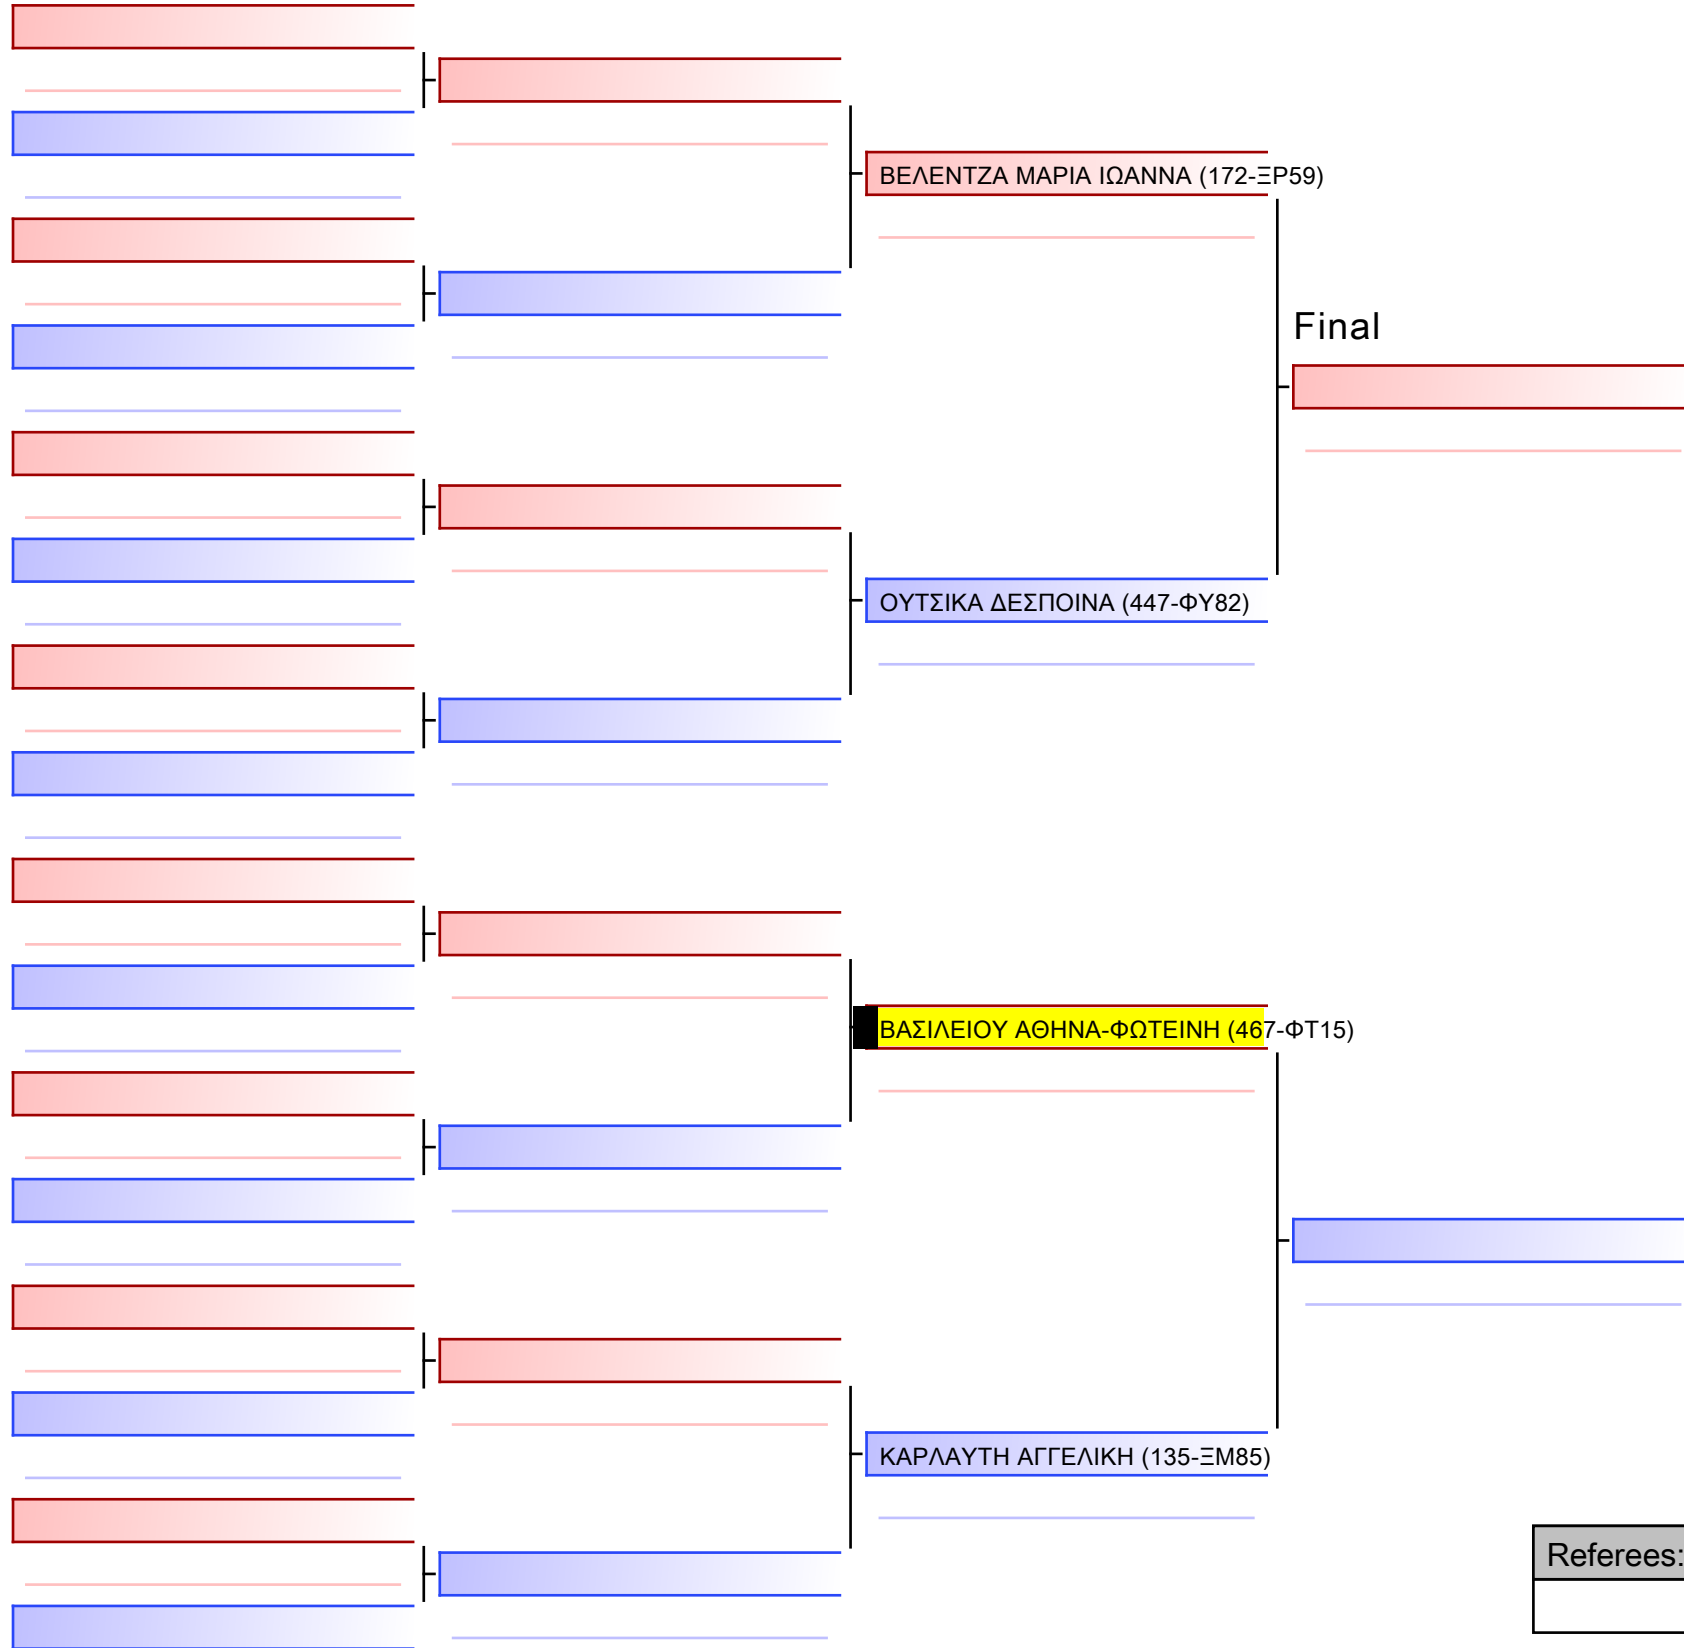 ΒΕΛΕΝΤΖΑ ΜΑΡΙΑ ΙΩΑΝΝΑ (172-ΞΡ59)
Final
ΟΥΤΣΙΚΑ ΔΕΣΠΟΙΝΑ (447-ΦΥ82)
ΒΑΣΙΛΕΙΟΥ ΑΘΗΝΑ-ΦΩΤΕΙΝΗ (467-ΦΤ15)
ΚΑΡΛΑΥΤΗ ΑΓΓΕΛΙΚΗ (135-ΞΜ85)
Referees: